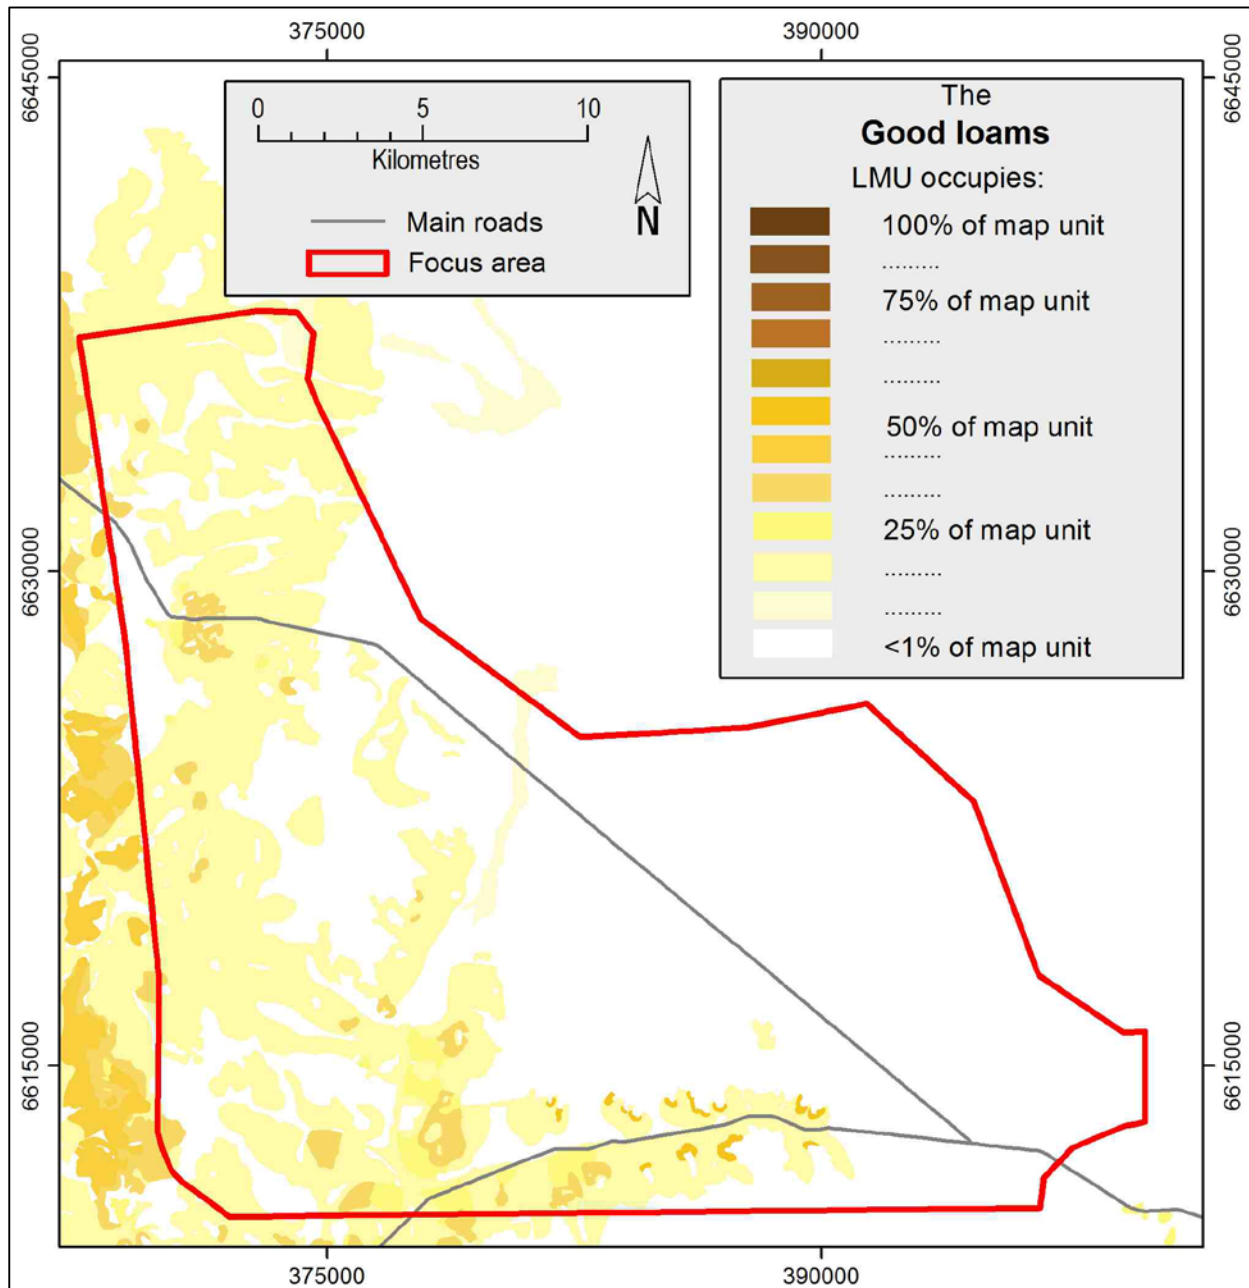 375000
390000
6645000
6645000
0
5
10
Kilometres
N
Main roads
Focus area
The
Good loams
LMU occupies:
100% of map unit
.........
75% of map unit
.........
.........
50% of map unit
.........
.........
25% of map unit
.........
.........
<1% of map unit
6630000
6630000
6615000
6615000
375000
390000